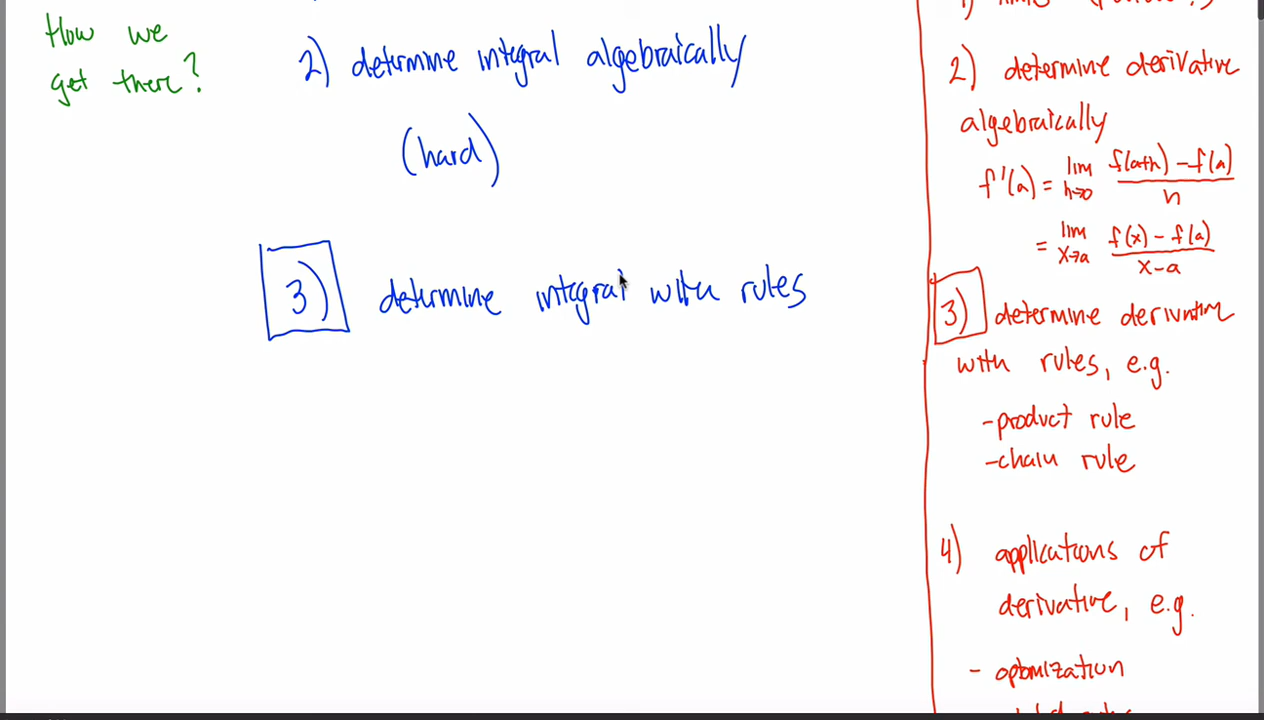 How we
get there?
2) determine integral algebraically
(hard)
3) determine integral with rules
2) determine derivative
algebraically
f'(a) = lim h→0 f(a+h) - f(a) / h
= lim x→a f(x) - f(a) / x - a
3) determine derivative
with rules, e.g.
- product rule
- chain rule
4) applications of
derivative, e.g.
- optimization